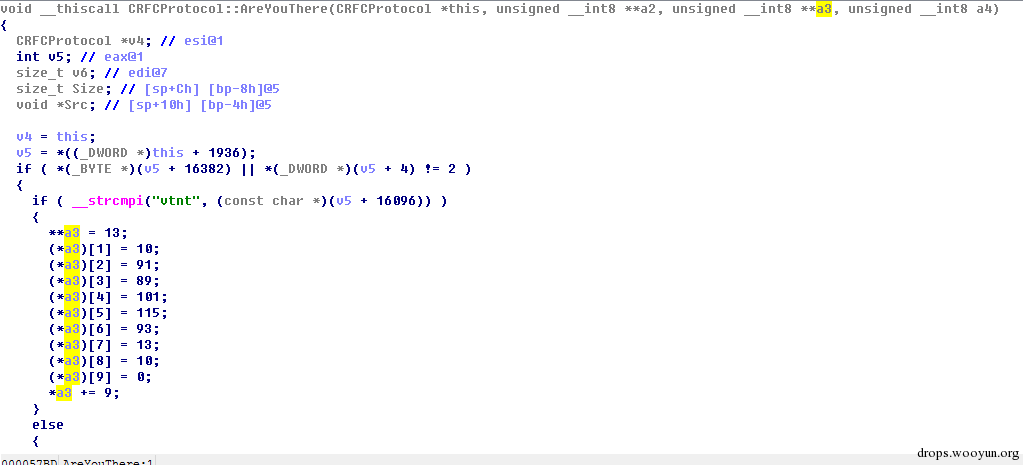 void __thiscall CRFCProtocol::AreYouThere(CRFCProtocol *this, unsigned __int8 **a2, unsigned __int8 **a3, unsigned __int8 a4)
{
CRFCProtocol *v4; // esi@1
int v5; // eax@1
size_t v6; // edi@7
size_t Size; // [sp+Ch] [bp-8h]@5
void *Src; // [sp+10h] [bp-4h]@5
v4 = this;
v5 = *((_DWORD *)this + 1936);
if ( *(_BYTE *)(v5 + 16382) || *(_DWORD *)(v5 + 4) != 2 )
{
if ( __strcmpi("vtnt", (const char *)(v5 + 16096)) )
{
**a3 = 13;
(*a3)[1] = 10;
(*a3)[2] = 91;
(*a3)[3] = 89;
(*a3)[4] = 101;
(*a3)[5] = 115;
(*a3)[6] = 93;
(*a3)[7] = 13;
(*a3)[8] = 10;
(*a3)[9] = 0;
*a3 += 9;
}
else
{
000057BD AreYouThere:1
drops.wooyun.org